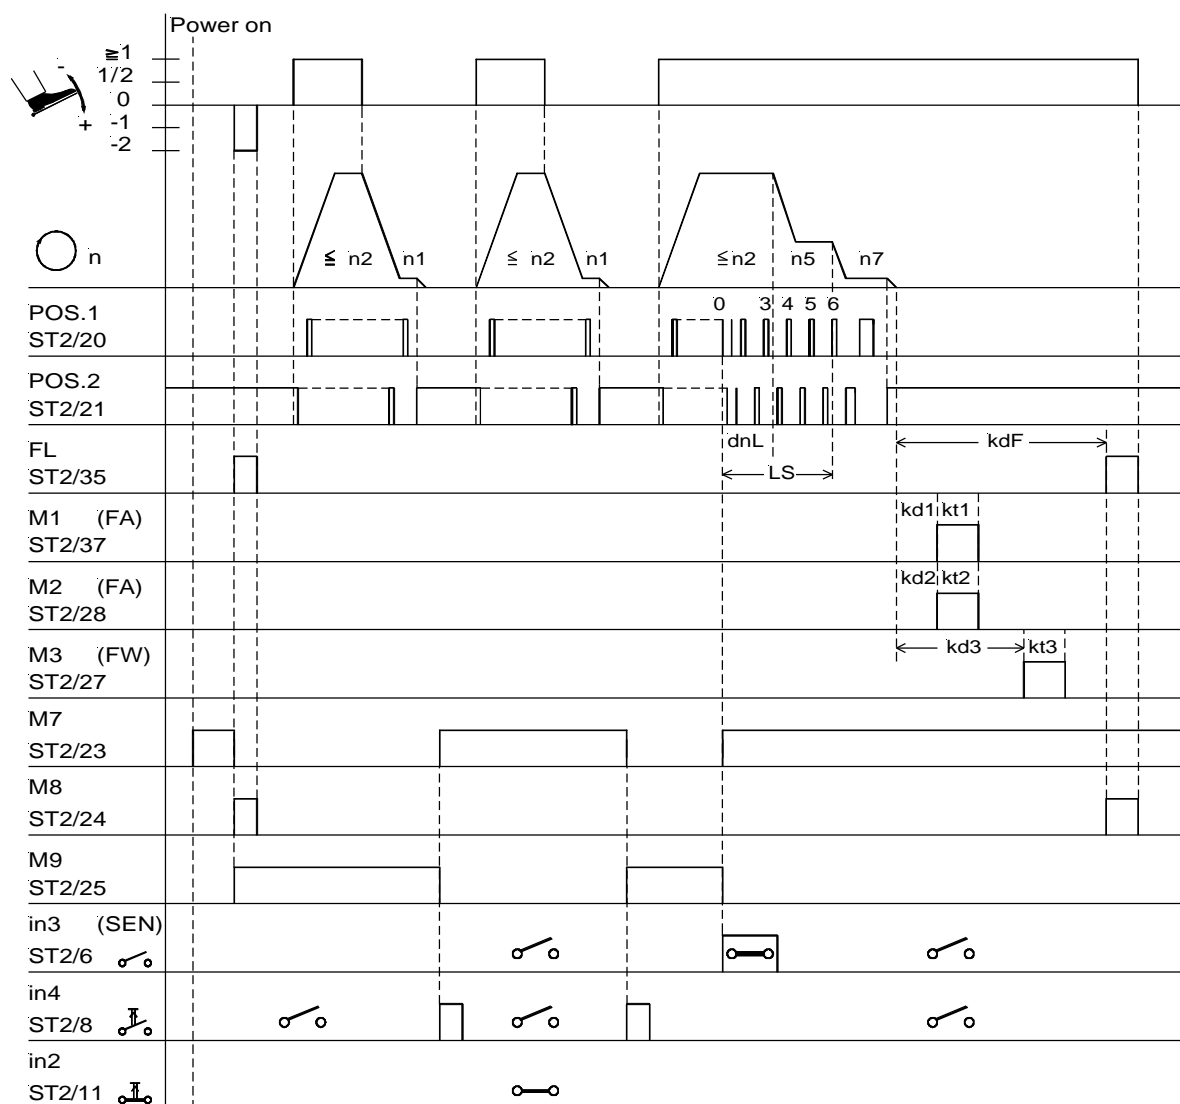 Power on
≧1
1/2
0
-1
-2
-
+
n
≦ n2 n1 ≦ n2 n1 ≦n2 n5 n7
POS.1
ST2/20
0 3 4 5 6
POS.2
ST2/21
FL
ST2/35
dnL
LS
kdF
M1 (FA)
ST2/37
kd1 kt1
M2 (FA)
ST2/28
kd2 kt2
M3 (FW)
ST2/27
kd3 kt3
M7
ST2/23
M8
ST2/24
M9
ST2/25
in3 (SEN)
ST2/6
in4
ST2/8
in2
ST2/11